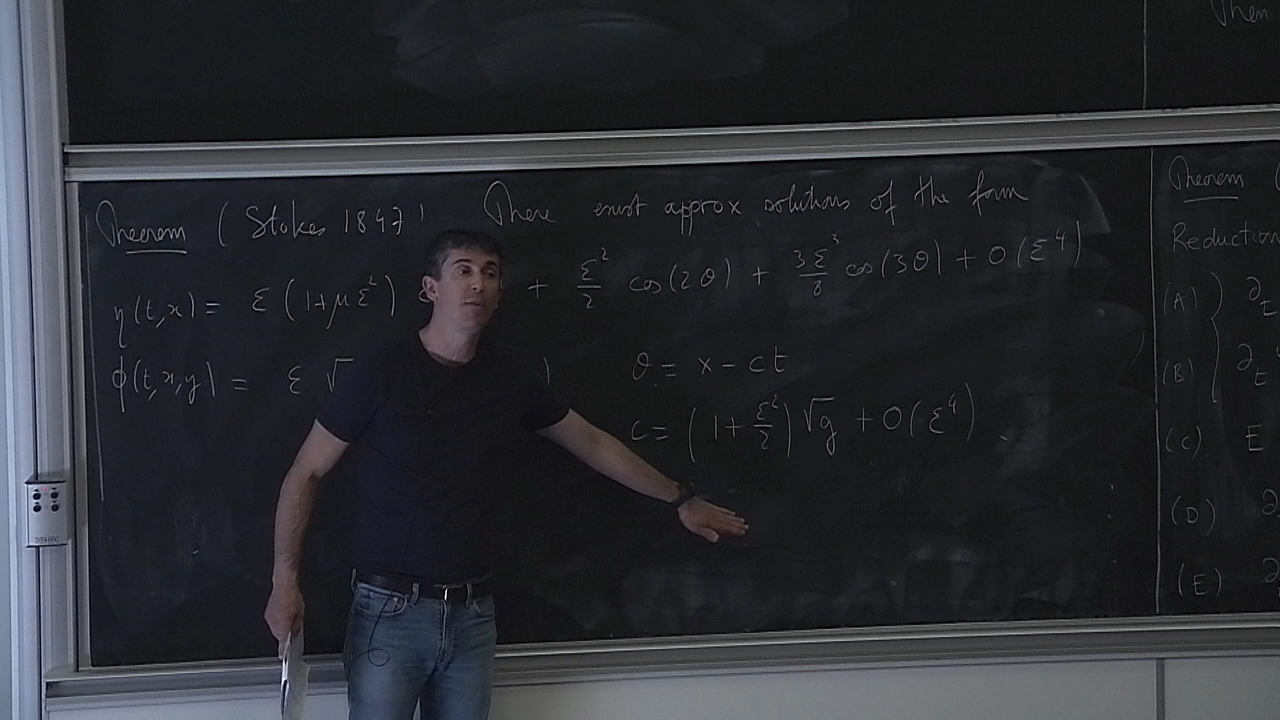 Then
Theorem (Stokes 1847) There exist approx solutions of the form
η(t,x) = ε(1+με²) + ε²/2 cos(2θ) + 3ε³/8 cos(3θ) + O(ε⁴)
ϕ(t,x,y) = ε √ )
θ = x - ct
c = (1 + ε²/2)√g + O(ε⁴)
Theorem (
Reduction
(A) ∂t
(B) ∂t
(C) E
(D) ∂
(E) ∂